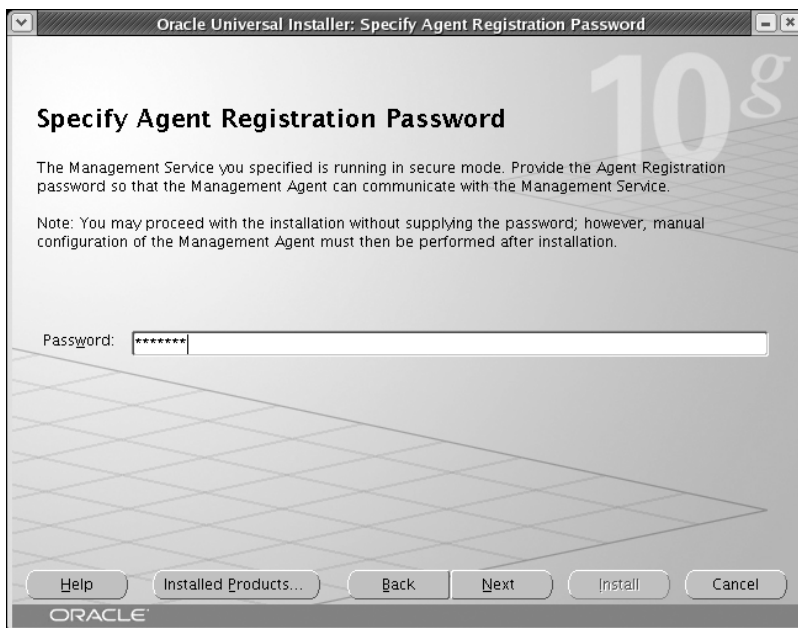 Oracle Universal Installer: Specify Agent Registration Password
10g
Specify Agent Registration Password
The Management Service you specified is running in secure mode. Provide the Agent Registration
password so that the Management Agent can communicate with the Management Service.
Note: You may proceed with the installation without supplying the password; however, manual
configuration of the Management Agent must then be performed after installation.
Password: *******
Help Installed Products... Back Next Install Cancel
ORACLE